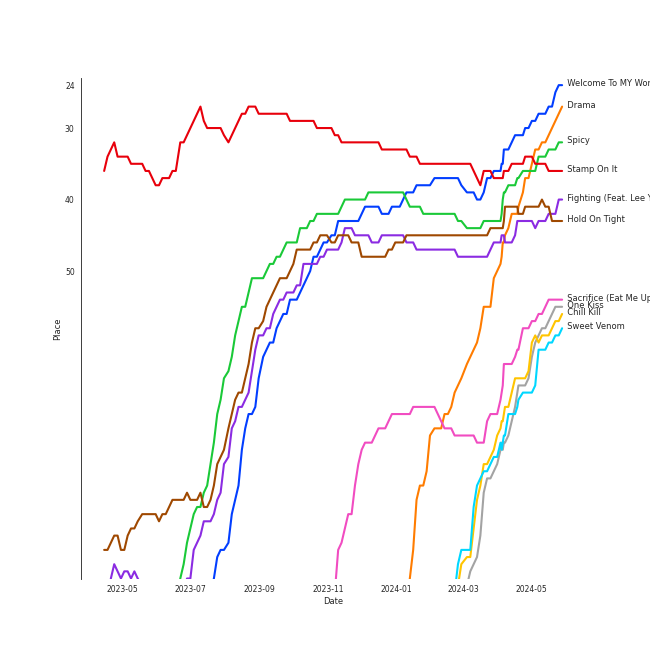 24
30
40
50
Place
2023-05
2023-07
2023-09
2023-11
2024-01
2024-03
2024-05
Date
Welcome To MY Wor
Drama
Spicy
Stamp On It
Fighting (Feat. Lee Y
Hold On Tight
Sacrifice (Eat Me Up
One Kiss
Chill Kill
Sweet Venom